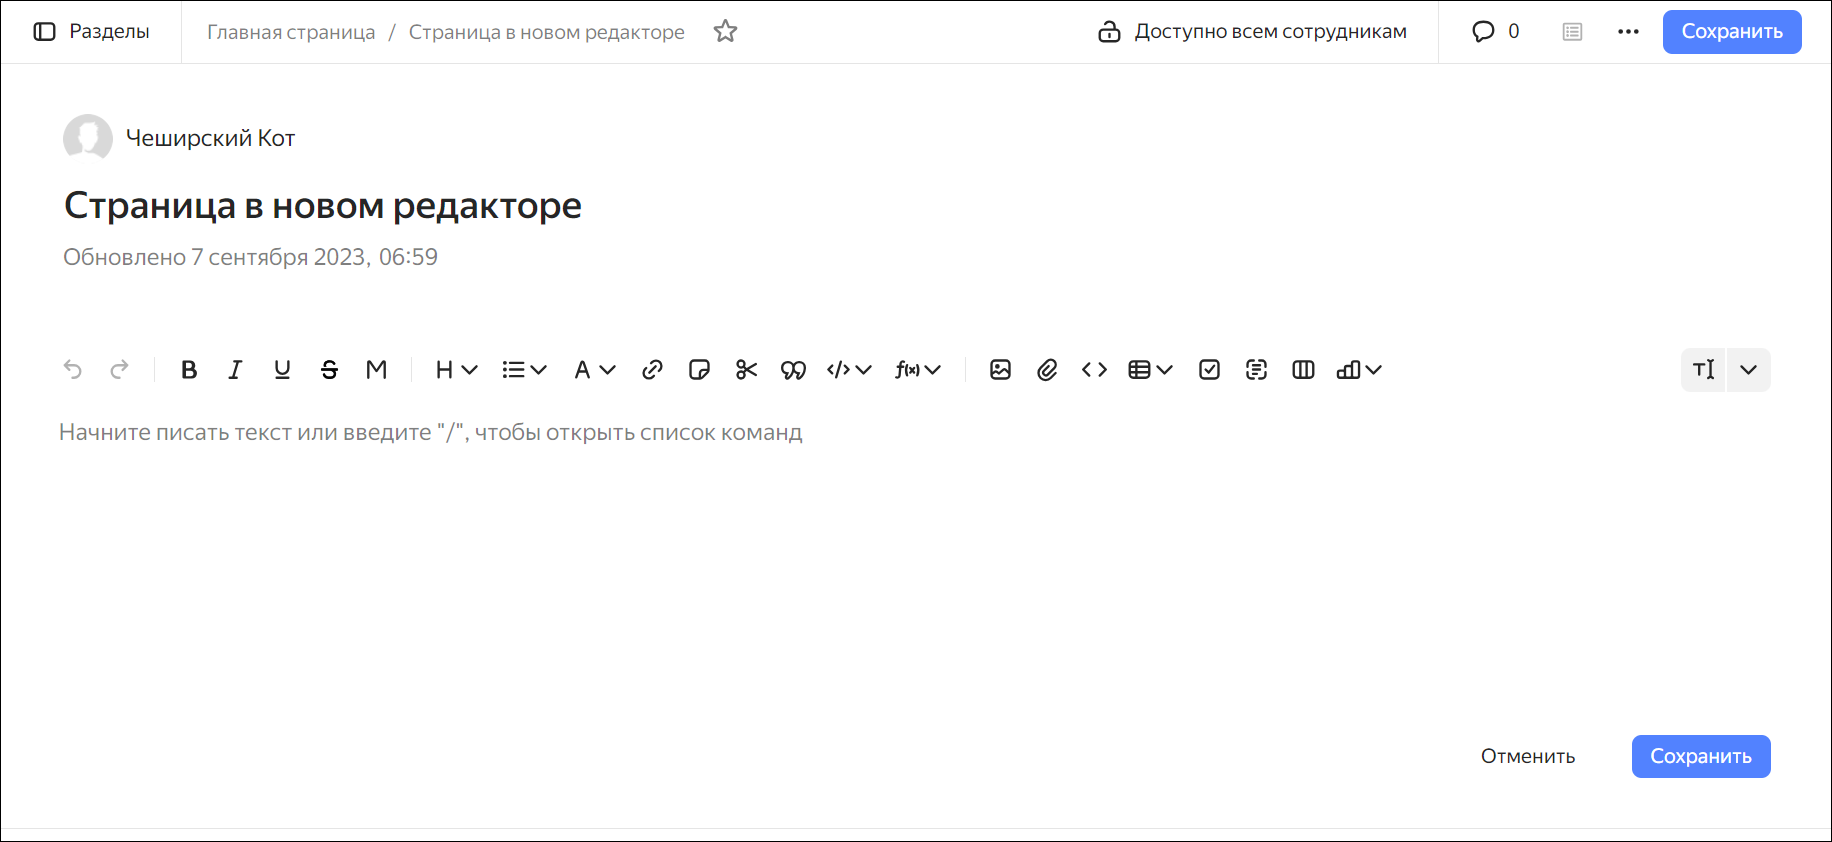 Разделы
Главная страница / Страница в новом редакторе
Доступно всем сотрудникам
0
Сохранить
Чеширский Кот
Страница в новом редакторе
Обновлено 7 сентября 2023, 06:59
B I U S M H A </> f(x) <> TI
Начните писать текст или введите "/", чтобы открыть список команд
Отменить
Сохранить